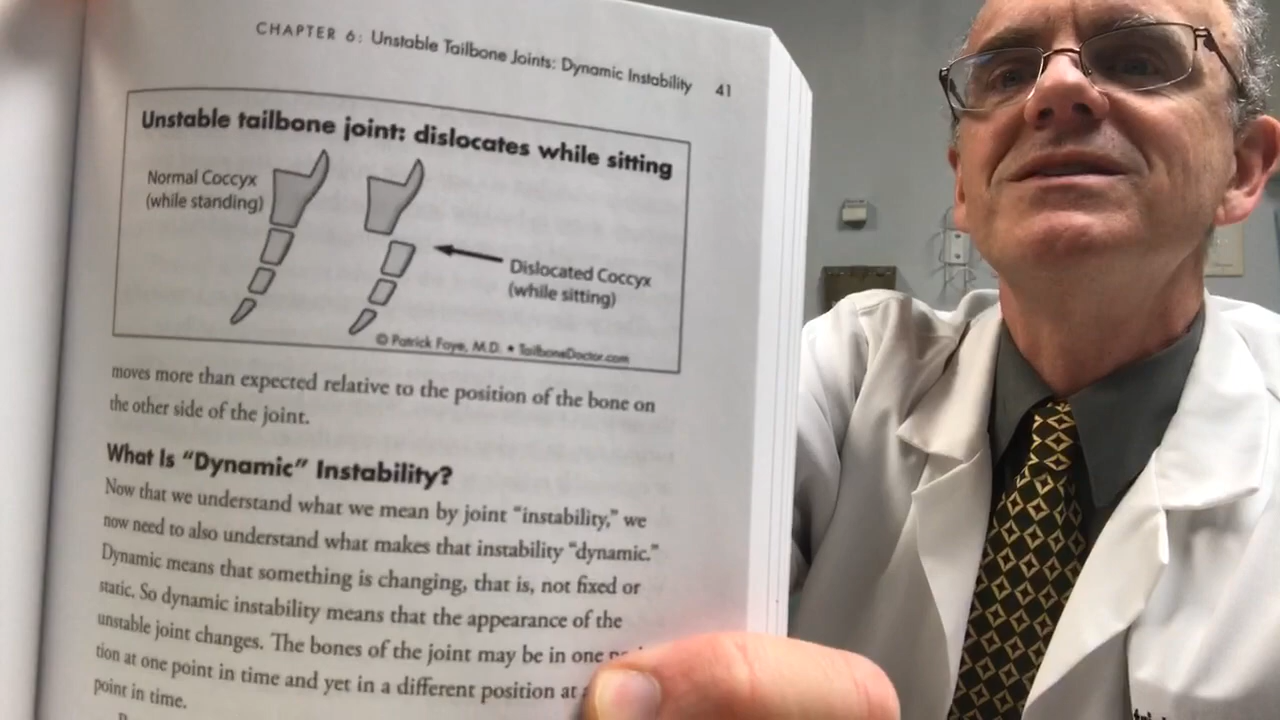 CHAPTER 6: Unstable Tailbone Joints: Dynamic Instability 41
Unstable tailbone joint: dislocates while sitting
Normal Coccyx
(while standing)
Dislocated Coccyx
(while sitting)
© Patrick Foye, M.D. • TailboneDoctor.com
moves more than expected relative to the position of the bone on
the other side of the joint.
What Is “Dynamic” Instability?
Now that we understand what we mean by joint “instability,” we
now need to also understand what makes that instability “dynamic.”
Dynamic means that something is changing, that is, not fixed or
static. So dynamic instability means that the appearance of the
unstable joint changes. The bones of the joint may be in one
tion at one point in time and yet in a different position at
point in time.